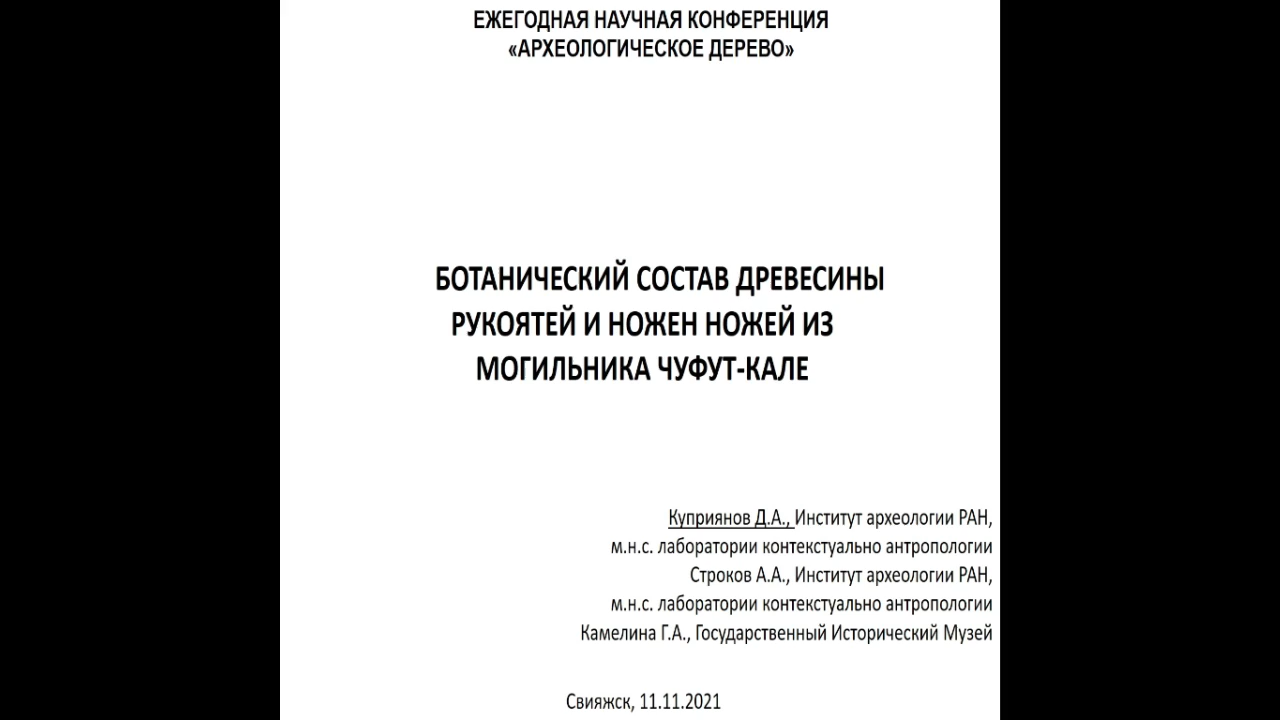 ЕЖЕГОДНАЯ НАУЧНАЯ КОНФЕРЕНЦИЯ
«АРХЕОЛОГИЧЕСКОЕ ДЕРЕВО»
БОТАНИЧЕСКИЙ СОСТАВ ДРЕВЕСИНЫ
РУКОЯТЕЙ И НОЖЕН НОЖЕЙ ИЗ
МОГИЛЬНИКА ЧУФУТ-КАЛЕ
Куприянов Д.А., Институт археологии РАН,
м.н.с. лаборатории контекстуально антропологии
Строков А.А., Институт археологии РАН,
м.н.с. лаборатории контекстуально антропологии
Камелина Г.А., Государственный Исторический Музей
Свияжск, 11.11.2021